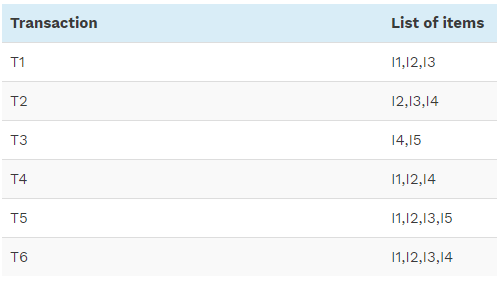 Transaction List of items
T1 I1,I2,I3
T2 I2,I3,I4
T3 I4,I5
T4 I1,I2,I4
T5 I1,I2,I3,I5
T6 I1,I2,I3,I4